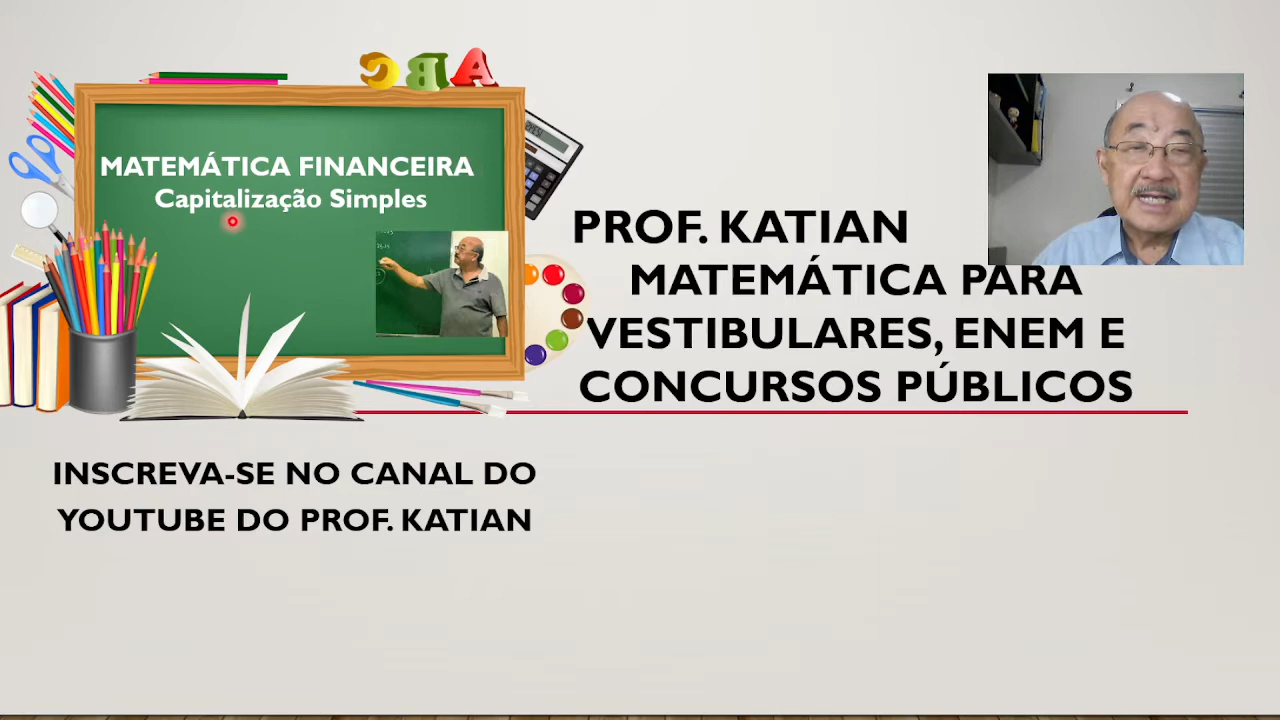 MATEMÁTICA FINANCEIRA
Capitalização Simples
PROF. KATIAN
MATEMÁTICA PARA
VESTIBULARES, ENEM E
CONCURSOS PÚBLICOS
INSCREVA-SE NO CANAL DO
YOUTUBE DO PROF. KATIAN